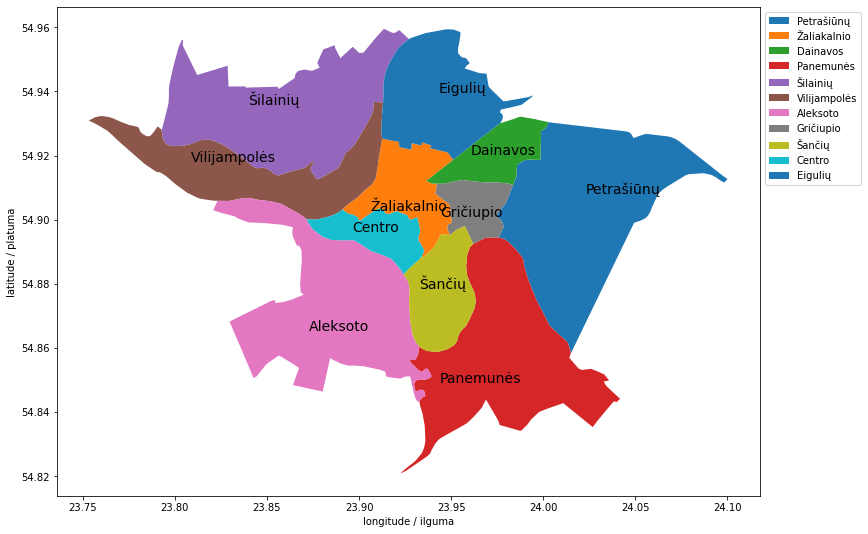 54.96
54.94
54.92
54.90
54.88
54.86
54.84
54.82
latitude / platuma
Šilainių
Eigulių
Vilijampolės
Dainavos
Petrašiūnų
Žaliakalnio
Gričiupio
Centro
Šančių
Aleksoto
Panemunės
23.75 23.80 23.85 23.90 23.95 24.00 24.05 24.10
longitude / ilguma
Petrašiūnų
Žaliakalnio
Dainavos
Panemunės
Šilainių
Vilijampolės
Aleksoto
Gričiupio
Šančių
Centro
Eigulių